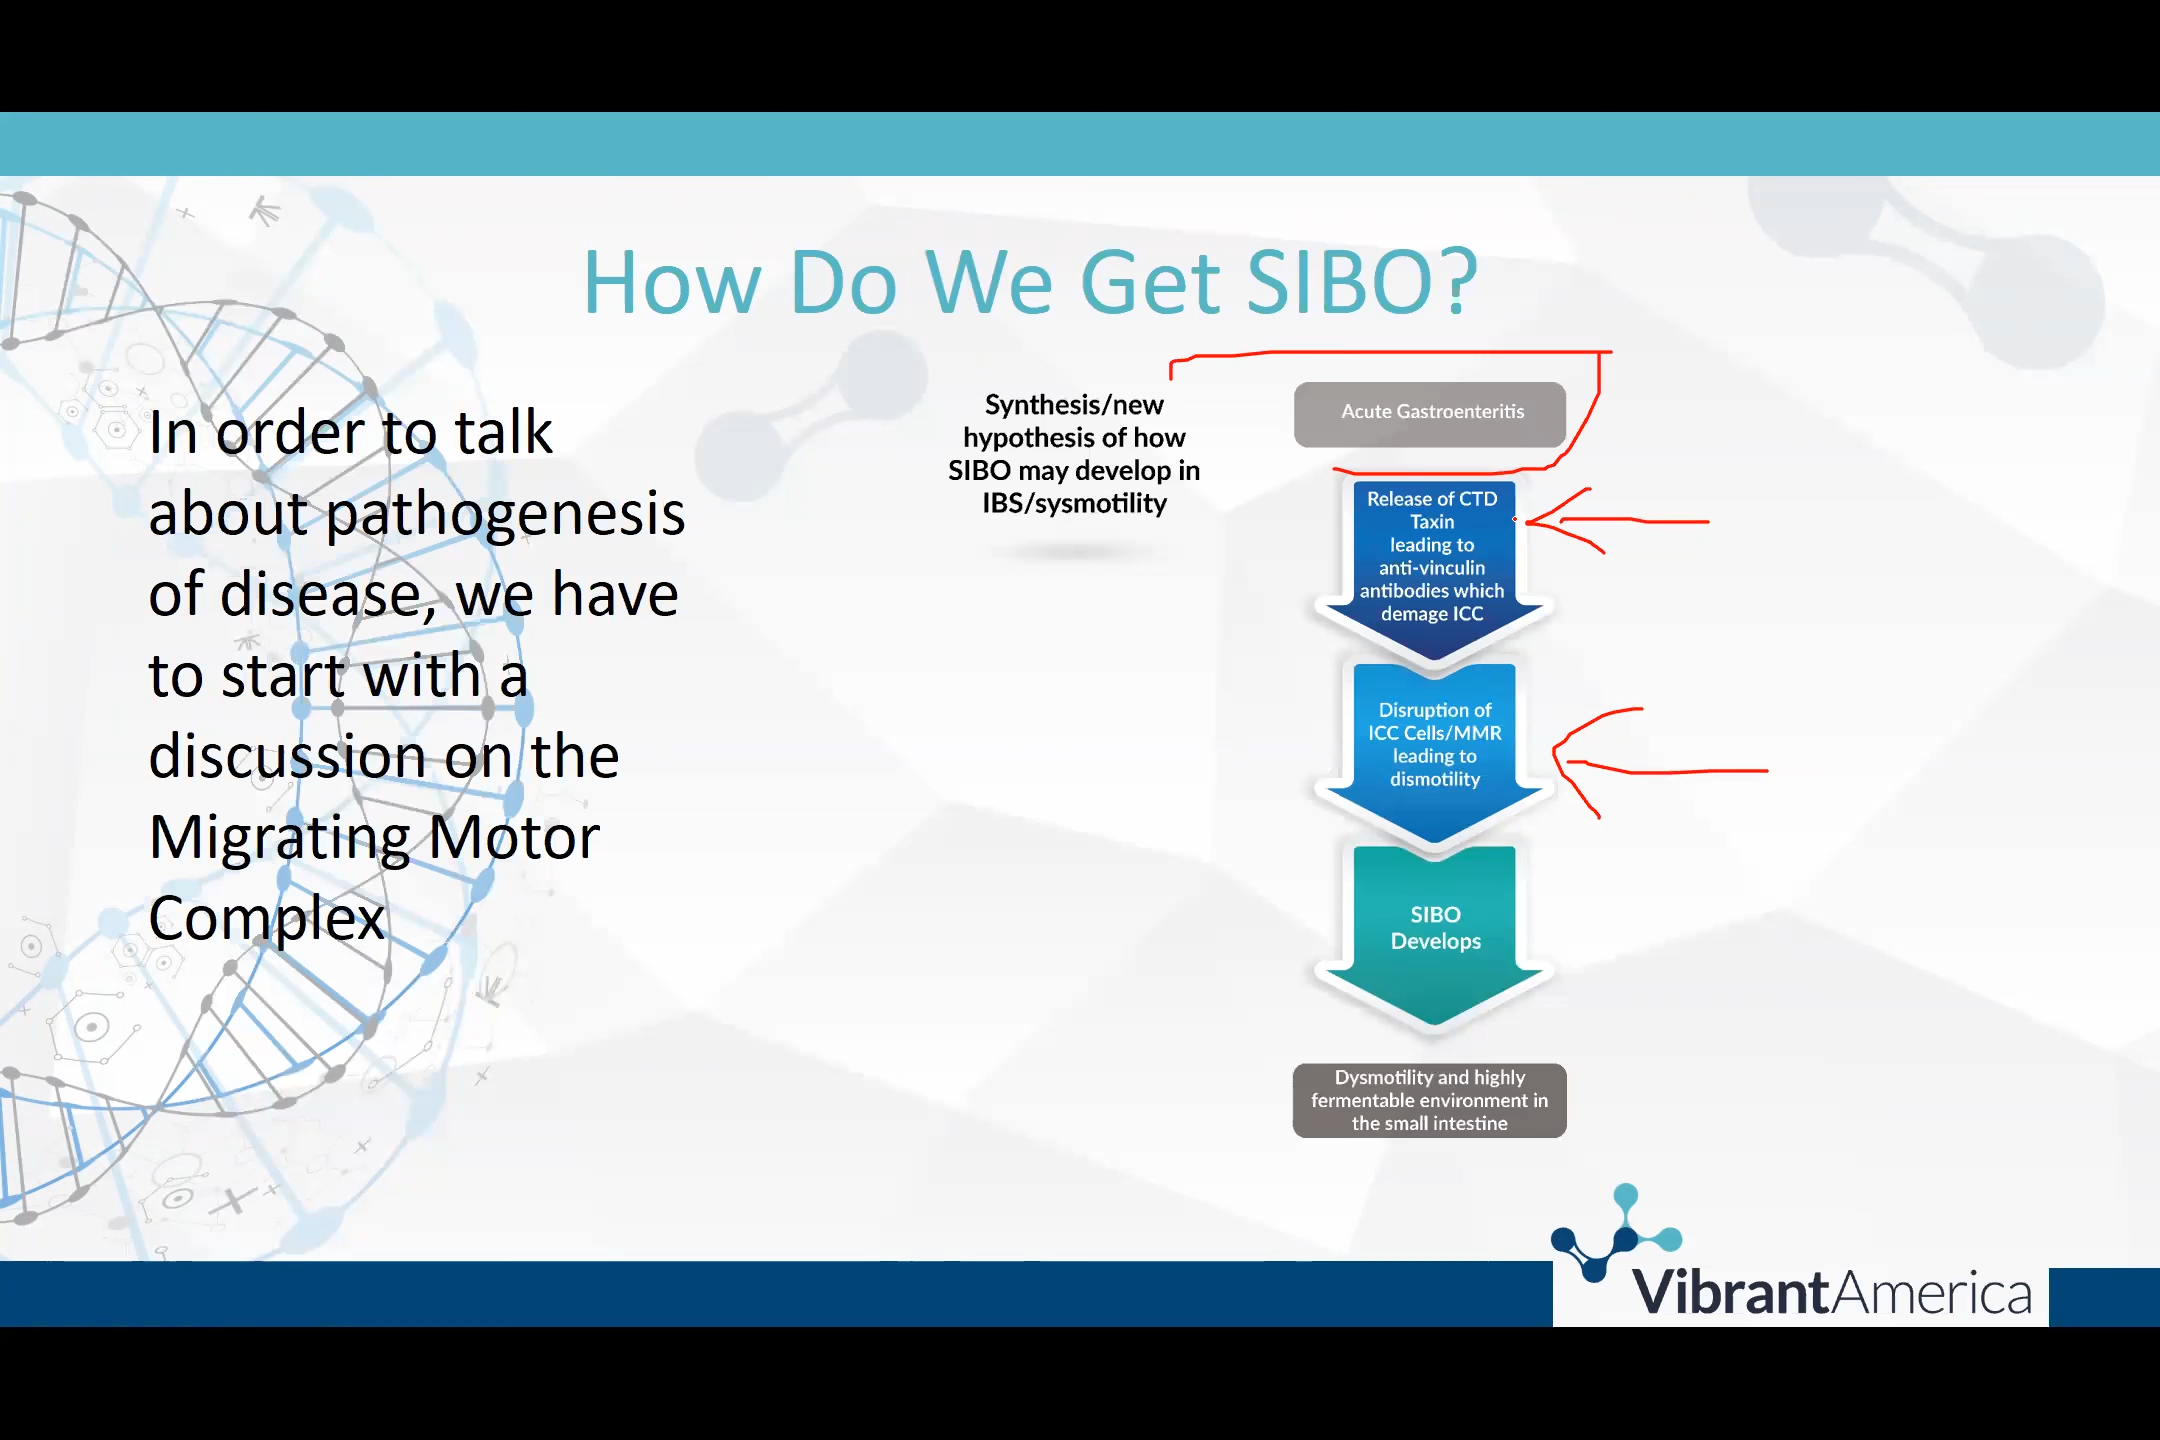 How Do We Get SIBO?
In order to talk
about pathogenesis
of disease, we have
to start with a
discussion on the
Migrating Motor
Complex
Synthesis/new
hypothesis of how
SIBO may develop in
IBS/sysmotility
Acute Gastroenteritis
Release of CTD
Taxin
leading to
anti-vinculin
antibodies which
demage ICC
Disruption of
ICC Cells/MMR
leading to
dismotility
SIBO
Develops
Dysmotility and highly
fermentable environment in
the small intestine
VibrantAmerica